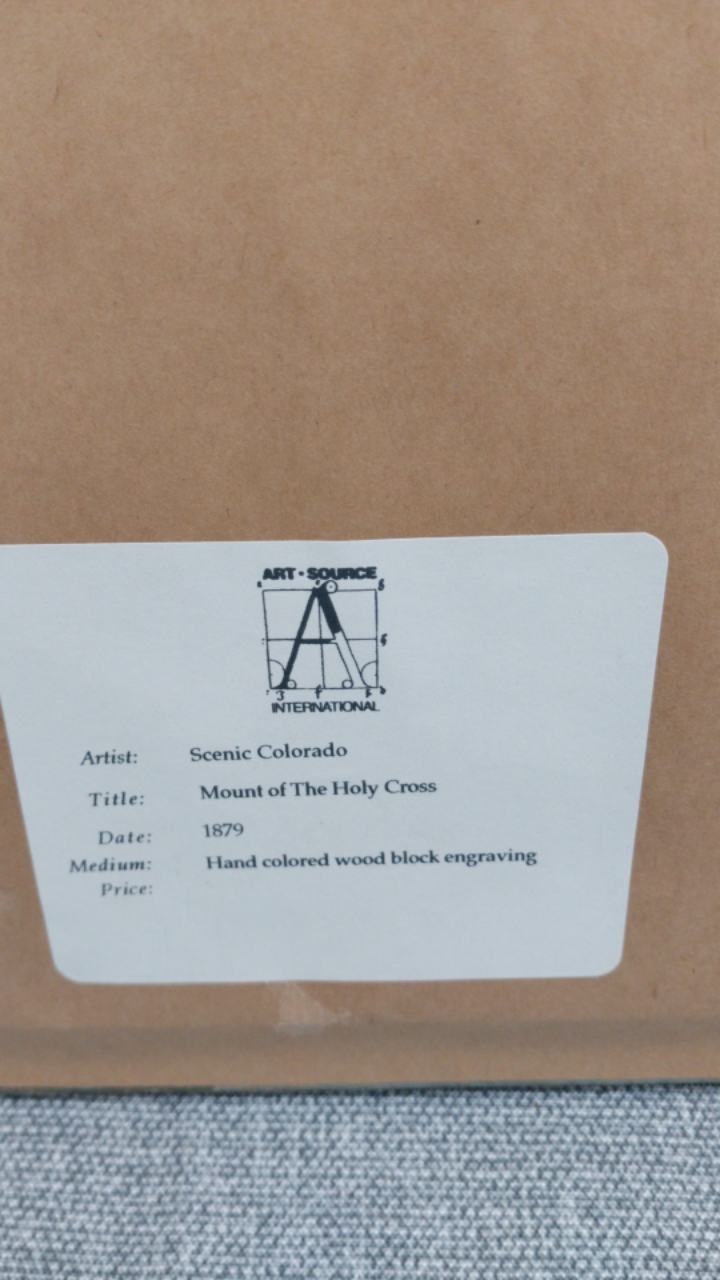 ART · SOURCE
INTERNATIONAL
Artist: Scenic Colorado
Title: Mount of The Holy Cross
Date: 1879
Medium: Hand colored wood block engraving
Price: